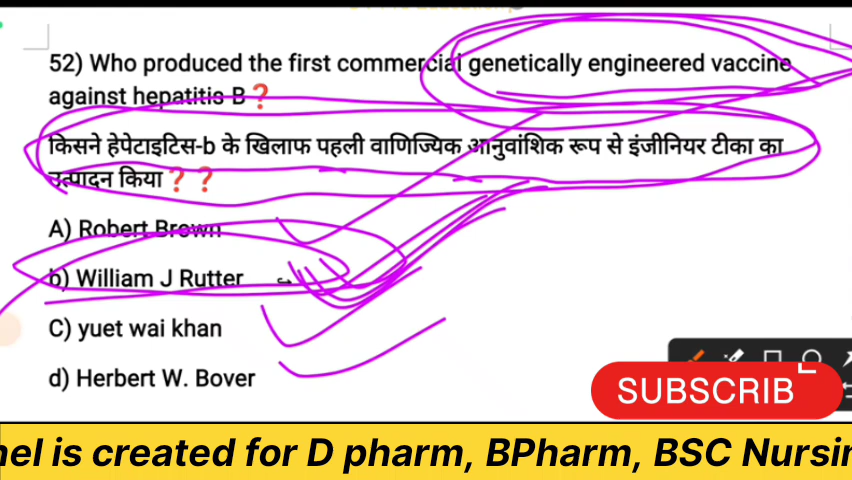 52) Who produced the first commercial genetically engineered vaccine
against hepatitis B❓
किसने हेपेटाइटिस-b के खिलाफ पहली वाणिज्यिक आनुवांशिक रूप से इंजीनियर टीका का
उत्पादन किया❓❓
A) Robert Brown
b) William J Rutter
C) yuet wai khan
d) Herbert W. Bover
SUBSCRIB
nel is created for D pharm, BPharm, BSC Nursin